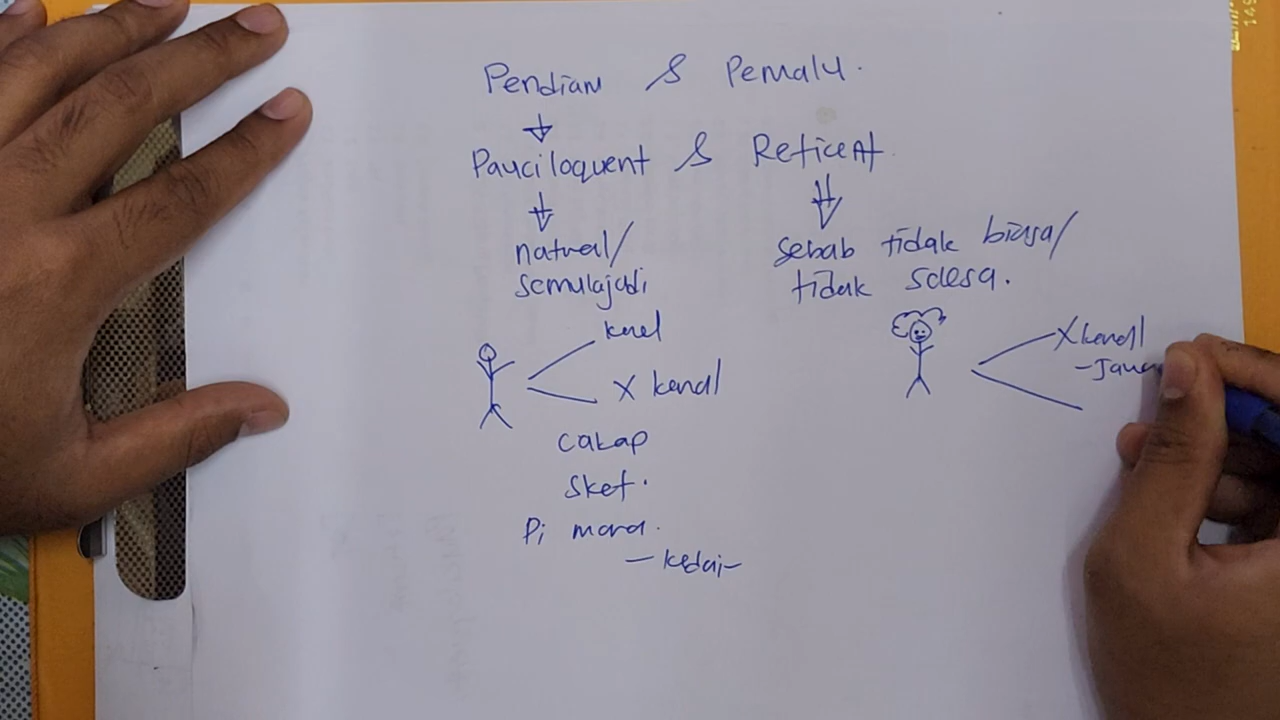 Pendiam & Pemalu.
↓
Pauciloquent & Reticent
natural/
semulajadi
sebab tidak biasa/
tidak selesa.
kenal
X kenal
cakap
sket.
Pi mana.
- kedai -
X kenal